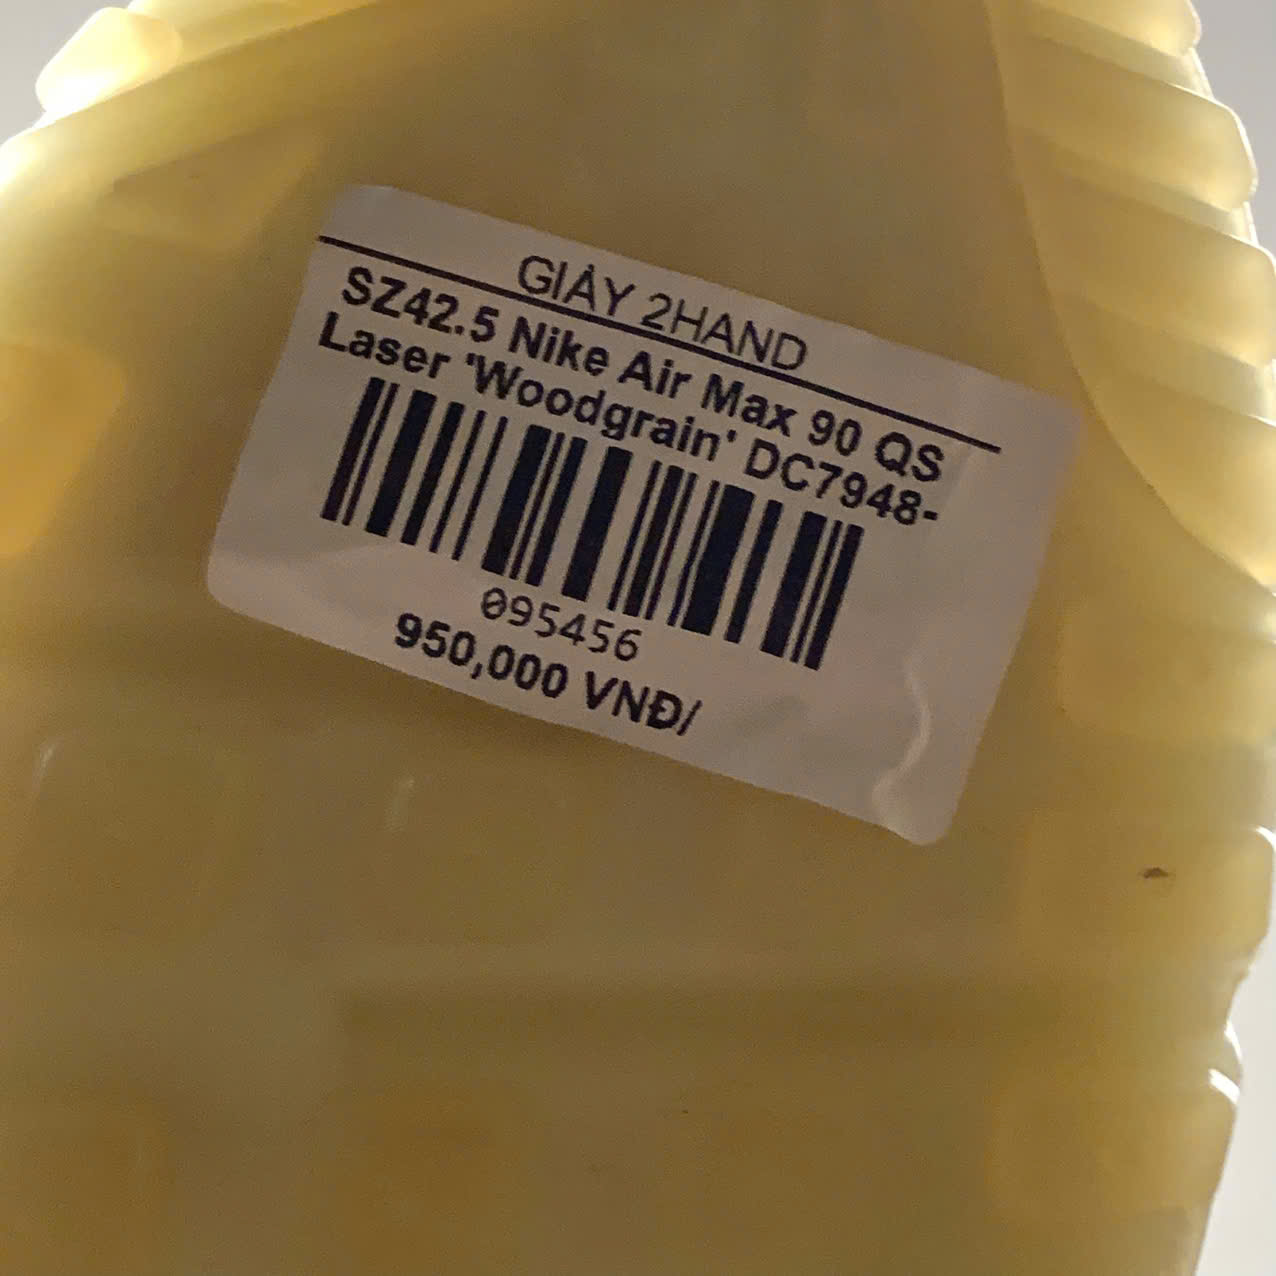 GIÀY 2HAND
SZ42.5 Nike Air Max 90 QS
Laser 'Woodgrain' DC7948-
095456
950,000 VNĐ/